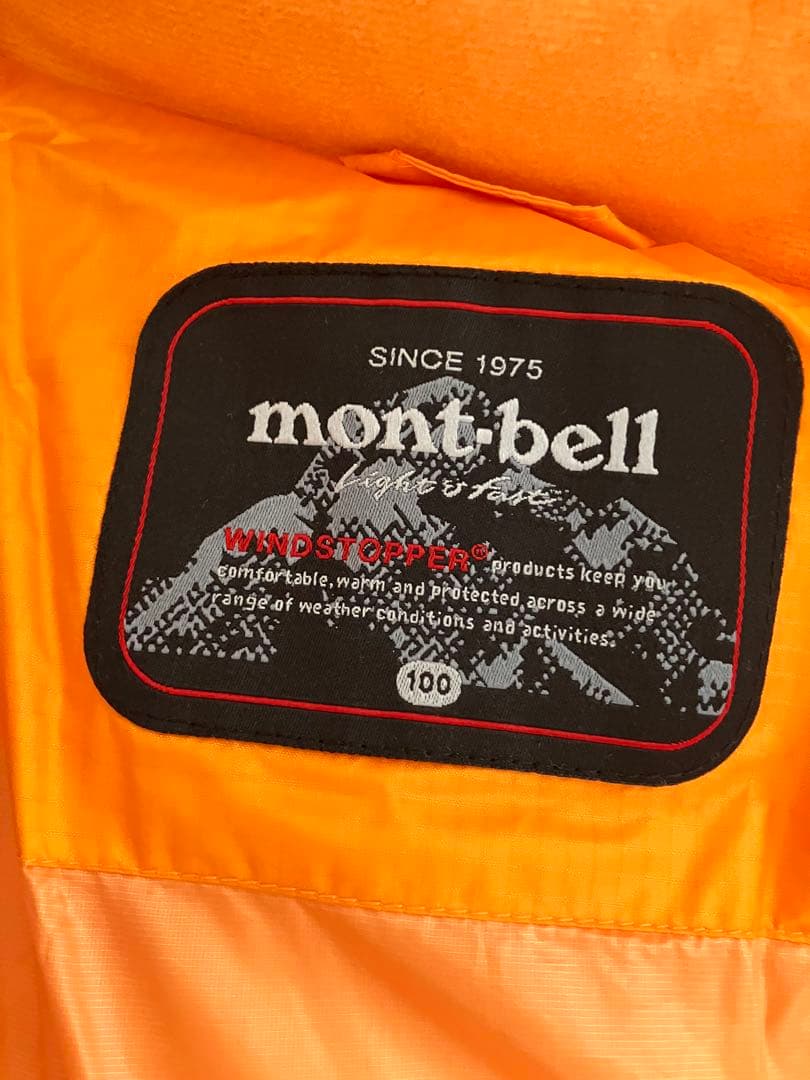 SINCE 1975
mont-bell
Light & Fast
WINDSTOPPER® products keep you
comfortable, warm and protected across a wide
range of weather conditions and activities.
100